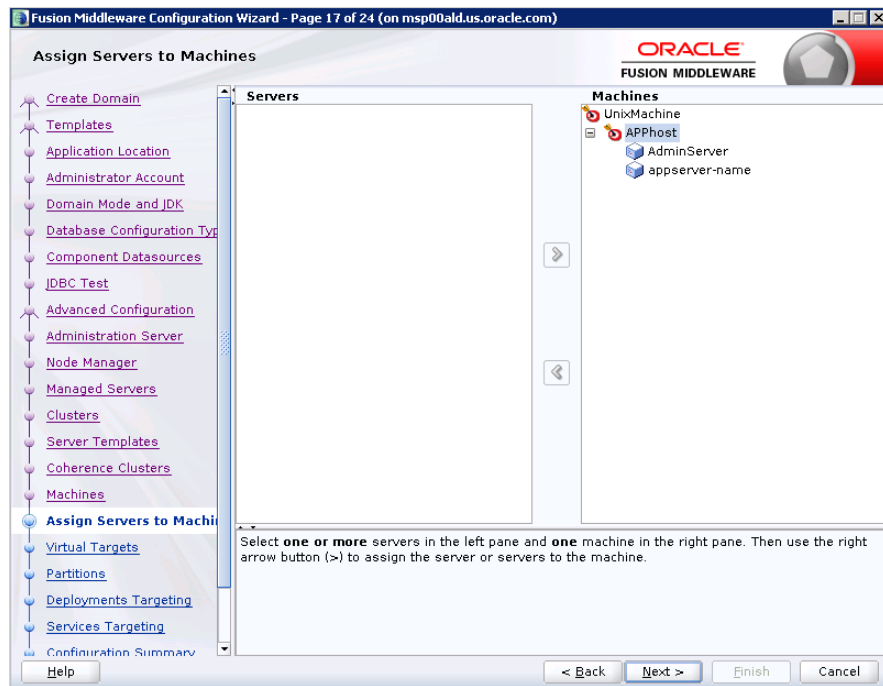 Fusion Middleware Configuration Wizard - Page 17 of 24 (on msp00ald.us.oracle.com)
Assign Servers to Machines
ORACLE
FUSION MIDDLEWARE
Create Domain
Templates
Application Location
Administrator Account
Domain Mode and JDK
Database Configuration Typ
Component Datasources
JDBC Test
Advanced Configuration
Administration Server
Node Manager
Managed Servers
Clusters
Server Templates
Coherence Clusters
Machines
Assign Servers to Machi
Virtual Targets
Partitions
Deployments Targeting
Services Targeting
Configuration Summary
Servers
Machines
UnixMachine
APPhost
AdminServer
appserver-name
Select one or more servers in the left pane and one machine in the right pane. Then use the right
arrow button (>) to assign the server or servers to the machine.
Help
< Back
Next >
Finish
Cancel